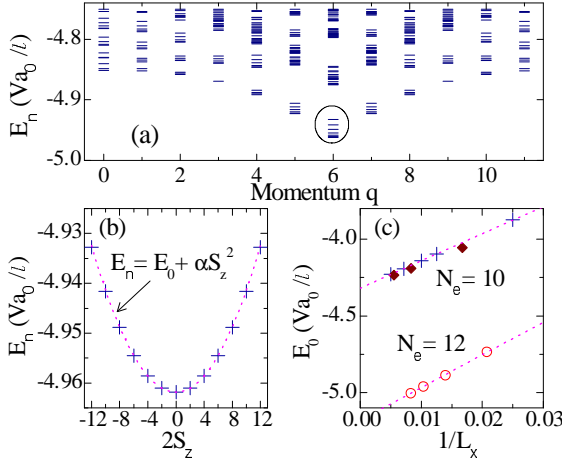 E_n (Va_0/l)
-4.8
-4.9
-5.0
(a)
0 2 4 6 8 10
Momentum q
(b)
E_n (Va_0/l)
-4.93
-4.94
-4.95
-4.96
E_n = E_0 + αS_z^2
-12 -8 -4 0 4 8 12
2S_z
(c)
E_0 (Va_0/l)
-4.0
-4.5
-5.0
N_e = 10
N_e = 12
0.00 0.01 0.02 0.03
1/L_x